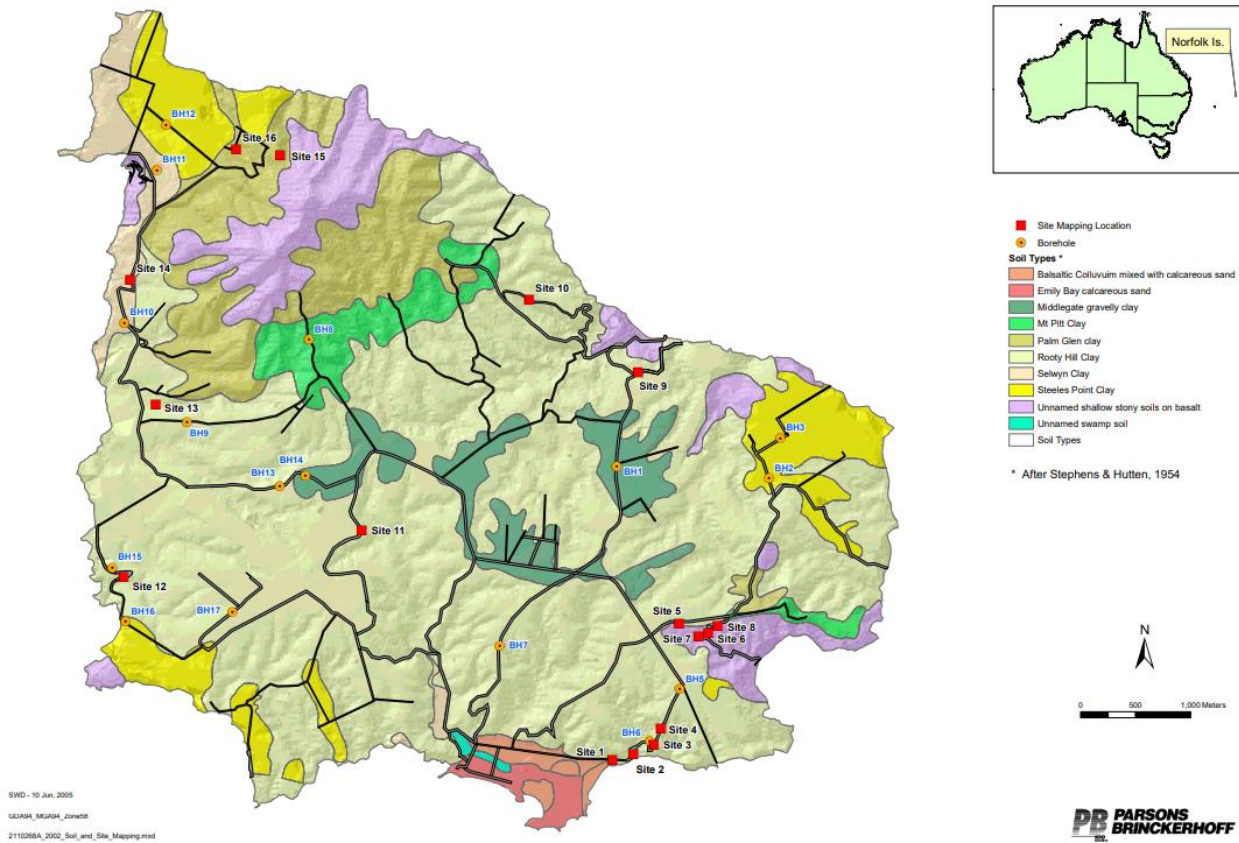 Norfolk Is.
BH12
Site 16
Site 15
BH11
Site 14
Site 10
BH10
BH8
Site 9
Site 13
BH9
BH3
BH14
BH13
BH1
BH2
Site 11
BH15
Site 12
BH17
BH16
Site 5
Site 8
Site 7
Site 6
BH7
BH5
BH6
Site 4
Site 3
Site 1
Site 2
Site Mapping Location
Borehole
Soil Types *
Balsaltic Colluvuim mixed with calcareous sand
Emily Bay calcareous sand
Middlegate gravelly clay
Mt Pitt Clay
Palm Glen clay
Rooty Hill Clay
Selwyn Clay
Steeles Point Clay
Unnamed shallow stony soils on basalt
Unnamed swamp soil
Soil Types
* After Stephens & Hutten, 1954
N
0 500 1,000 Meters
SWD - 10 Jun, 2005
GDA94_MGA94_Zone58
2110268A_2002_Soil_and_Site_Mapping.mxd
PB PARSONS
BRINCKERHOFF